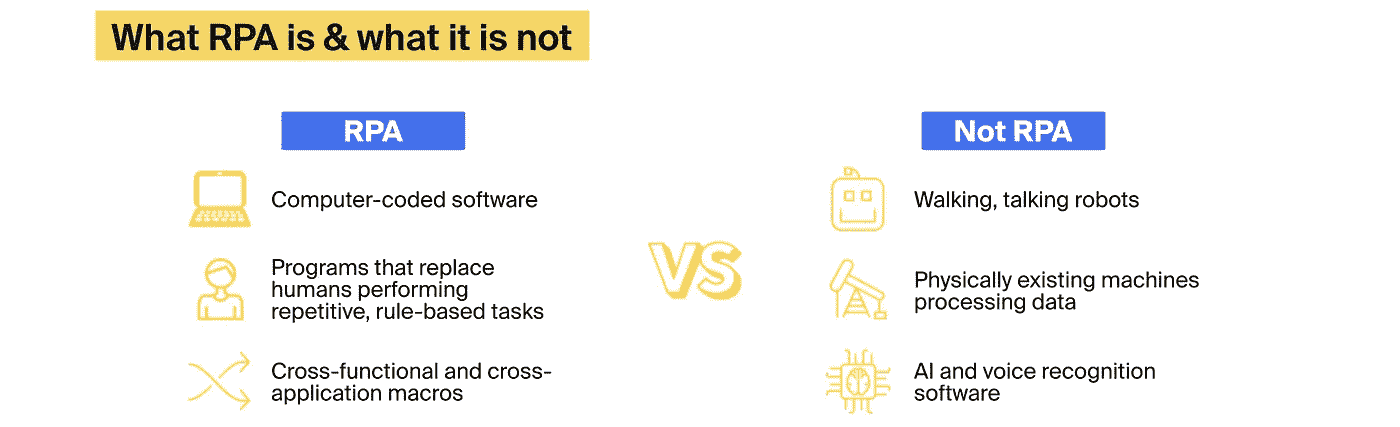 What RPA is & what it is not
RPA
Computer-coded software
Programs that replace
humans performing
repetitive, rule-based tasks
Cross-functional and cross-
application macros
VS
Not RPA
Walking, talking robots
Physically existing machines
processing data
AI and voice recognition
software